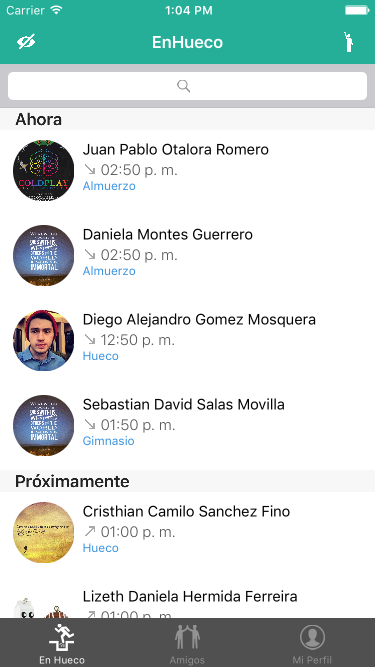 Carrier 1:04 PM
EnHueco
Ahora
Juan Pablo Otalora Romero
↘ 02:50 p. m.
Almuerzo
COLDPLAY
Daniela Montes Guerrero
↘ 02:50 p. m.
Almuerzo
IMMORTAL
Diego Alejandro Gomez Mosquera
↘ 12:50 p. m.
Hueco
Sebastian David Salas Movilla
↘ 01:50 p. m.
Gimnasio
IMMORTAL
Próximamente
Cristhian Camilo Sanchez Fino
↗ 01:00 p. m.
Hueco
Lizeth Daniela Hermida Ferreira
↗ 01:00 p. m.
En Hueco Amigos Mi Perfil